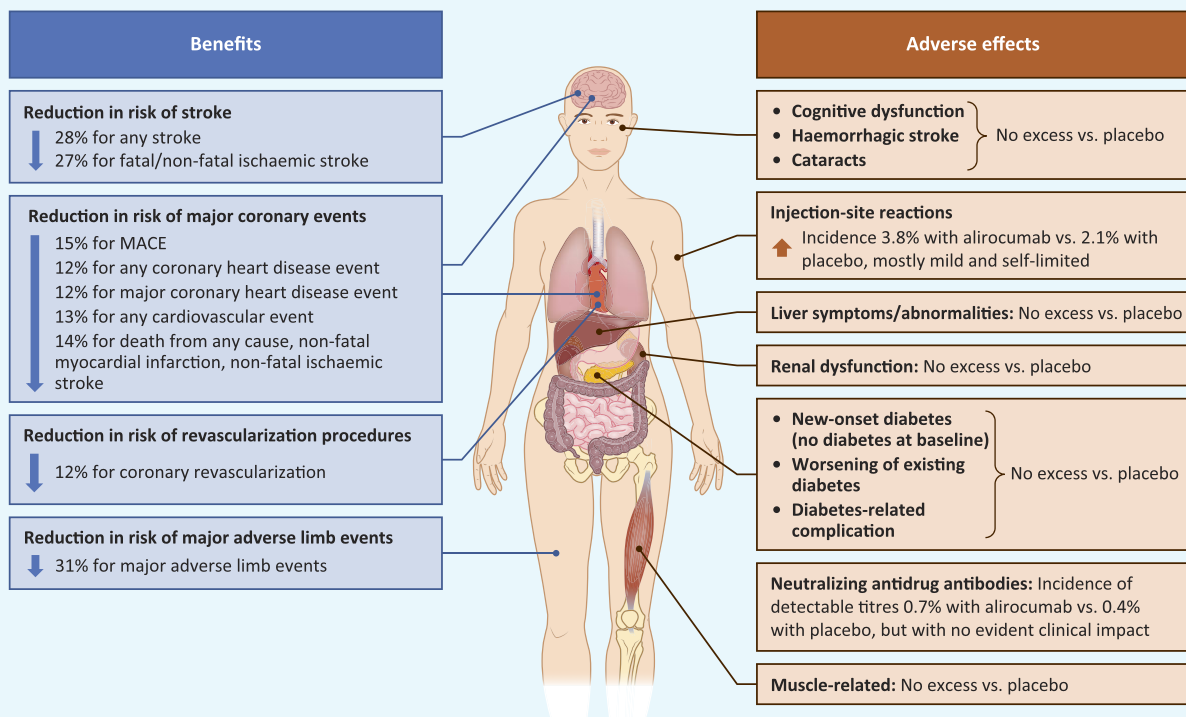 Benefits
Reduction in risk of stroke
28% for any stroke
27% for fatal/non-fatal ischaemic stroke
Reduction in risk of major coronary events
15% for MACE
12% for any coronary heart disease event
12% for major coronary heart disease event
13% for any cardiovascular event
14% for death from any cause, non-fatal
myocardial infarction, non-fatal ischaemic
stroke
Reduction in risk of revascularization procedures
12% for coronary revascularization
Reduction in risk of major adverse limb events
31% for major adverse limb events
Adverse effects
• Cognitive dysfunction
• Haemorrhagic stroke
• Cataracts
No excess vs. placebo
Injection-site reactions
Incidence 3.8% with alirocumab vs. 2.1% with
placebo, mostly mild and self-limited
Liver symptoms/abnormalities: No excess vs. placebo
Renal dysfunction: No excess vs. placebo
• New-onset diabetes
(no diabetes at baseline)
• Worsening of existing
diabetes
• Diabetes-related
complication
No excess vs. placebo
Neutralizing antidrug antibodies: Incidence of
detectable titres 0.7% with alirocumab vs. 0.4%
with placebo, but with no evident clinical impact
Muscle-related: No excess vs. placebo